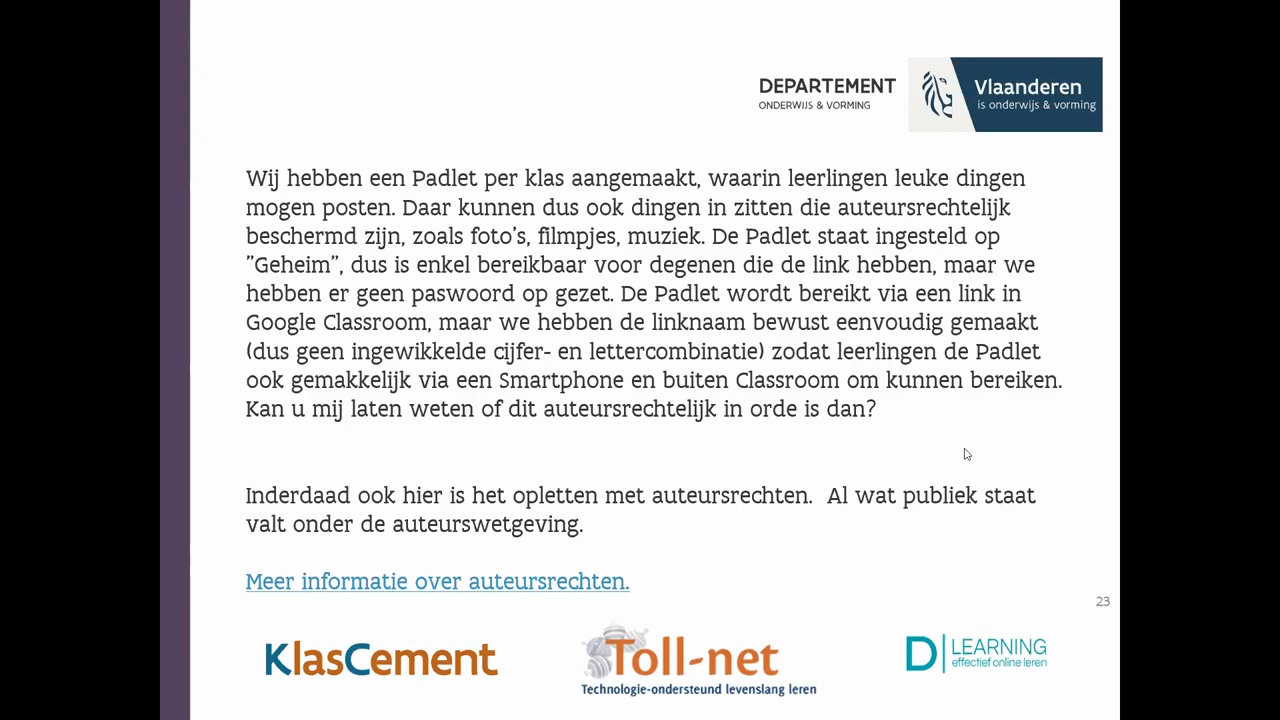 DEPARTEMENT
ONDERWIJS & VORMING
Vlaanderen
is onderwijs & vorming
Wij hebben een Padlet per klas aangemaakt, waarin leerlingen leuke dingen
mogen posten. Daar kunnen dus ook dingen in zitten die auteursrechtelijk
beschermd zijn, zoals foto's, filmpjes, muziek. De Padlet staat ingesteld op
"Geheim", dus is enkel bereikbaar voor degenen die de link hebben, maar we
hebben er geen paswoord op gezet. De Padlet wordt bereikt via een link in
Google Classroom, maar we hebben de linknaam bewust eenvoudig gemaakt
(dus geen ingewikkelde cijfer- en lettercombinatie) zodat leerlingen de Padlet
ook gemakkelijk via een Smartphone en buiten Classroom om kunnen bereiken.
Kan u mij laten weten of dit auteursrechtelijk in orde is dan?
Inderdaad ook hier is het opletten met auteursrechten.  Al wat publiek staat
valt onder de auteurswetgeving.
Meer informatie over auteursrechten.
23
KlasCement
Toll-net
Technologie-ondersteund levenslang leren
D LEARNING
effectief online leren